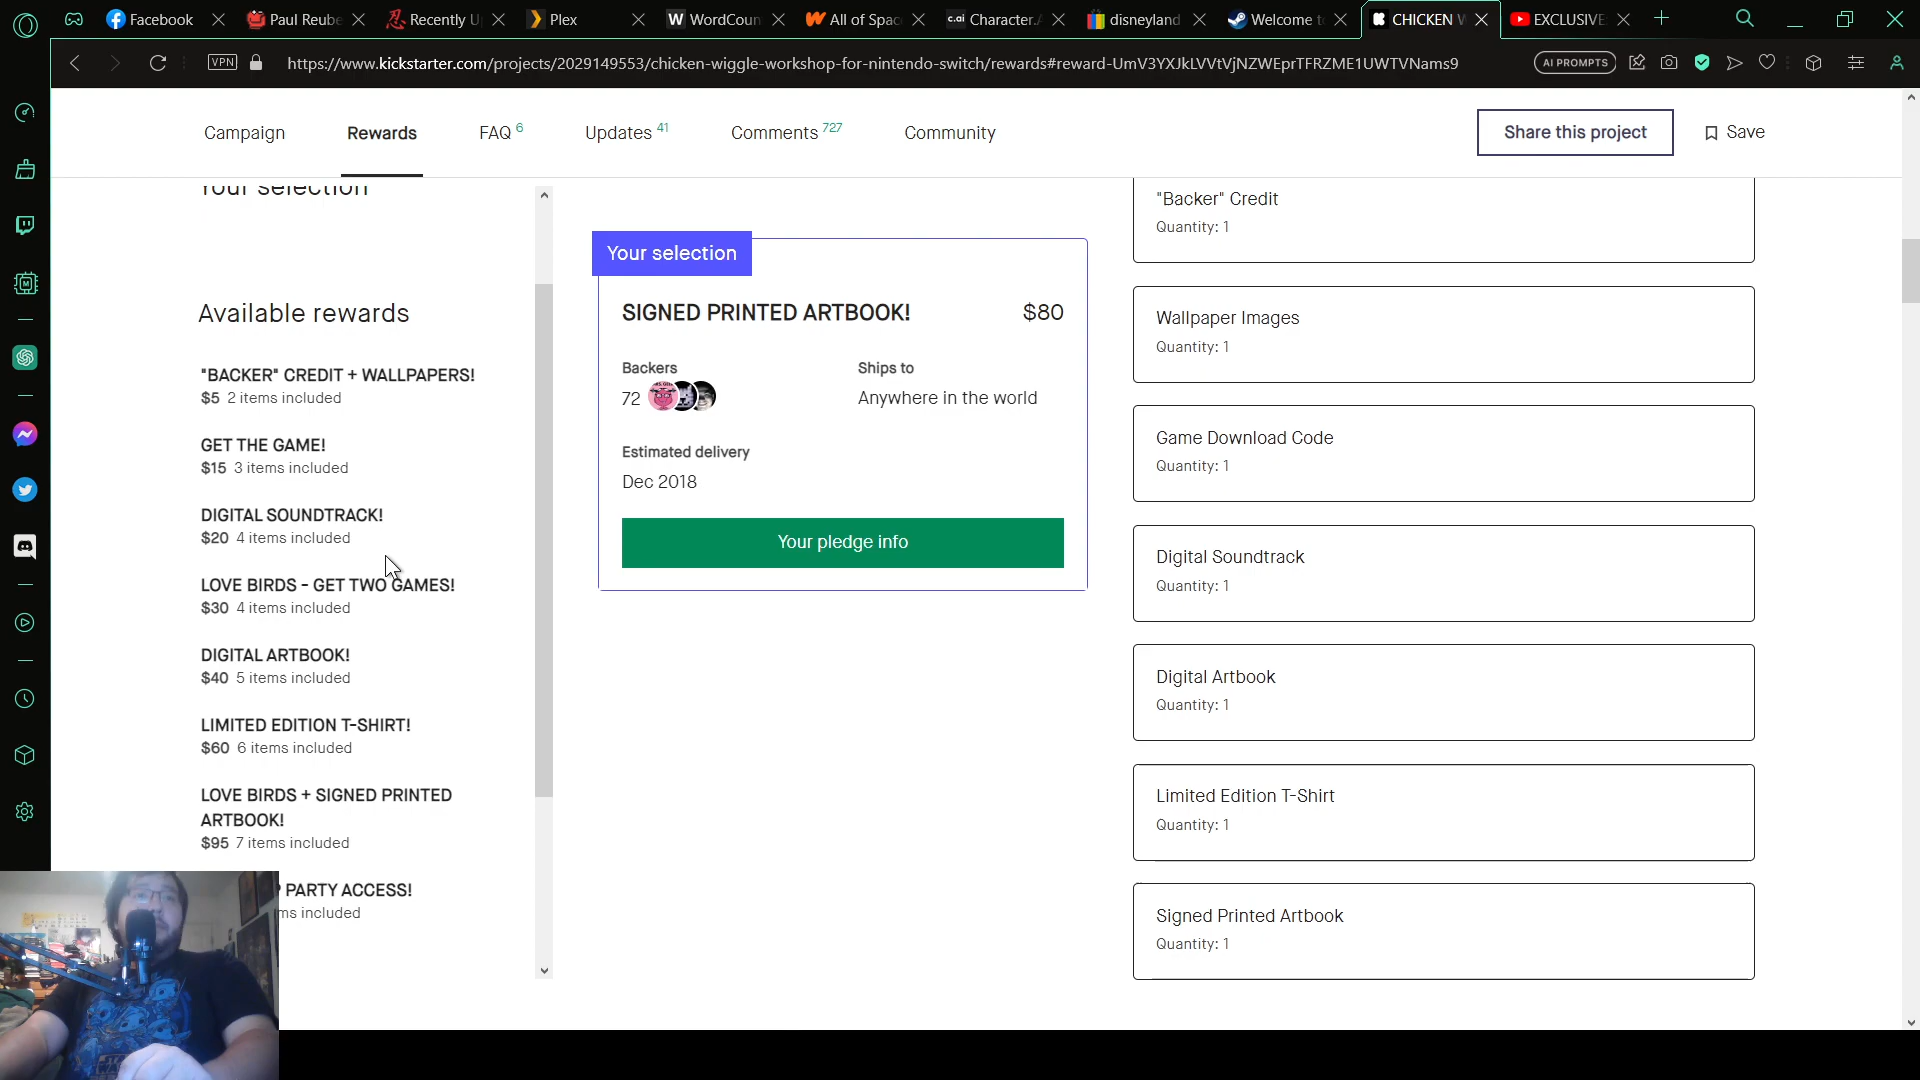 Facebook
Paul Reube
Recently U
Plex
WordCoun
All of Spac
c.ai Character.A
disneyland
Welcome t
CHICKEN W
EXCLUSIVE
VPN
https://www.kickstarter.com/projects/2029149553/chicken-wiggle-workshop-for-nintendo-switch/rewards#reward-UmV3YXJkLVVtVjNZWEprTFRZME1UWTVNams9
AI PROMPTS
Campaign
Rewards
FAQ 6
Updates 41
Comments 727
Community
Share this project
Save
Your selection
Available rewards
"BACKER" CREDIT + WALLPAPERS!
$5 2 items included
GET THE GAME!
$15 3 items included
DIGITAL SOUNDTRACK!
$20 4 items included
LOVE BIRDS - GET TWO GAMES!
$30 4 items included
DIGITAL ARTBOOK!
$40 5 items included
LIMITED EDITION T-SHIRT!
$60 6 items included
LOVE BIRDS + SIGNED PRINTED
ARTBOOK!
$95 7 items included
PARTY ACCESS!
ms included
Your selection
SIGNED PRINTED ARTBOOK! $80
Backers
72
Ships to
Anywhere in the world
Estimated delivery
Dec 2018
Your pledge info
"Backer" Credit
Quantity: 1
Wallpaper Images
Quantity: 1
Game Download Code
Quantity: 1
Digital Soundtrack
Quantity: 1
Digital Artbook
Quantity: 1
Limited Edition T-Shirt
Quantity: 1
Signed Printed Artbook
Quantity: 1